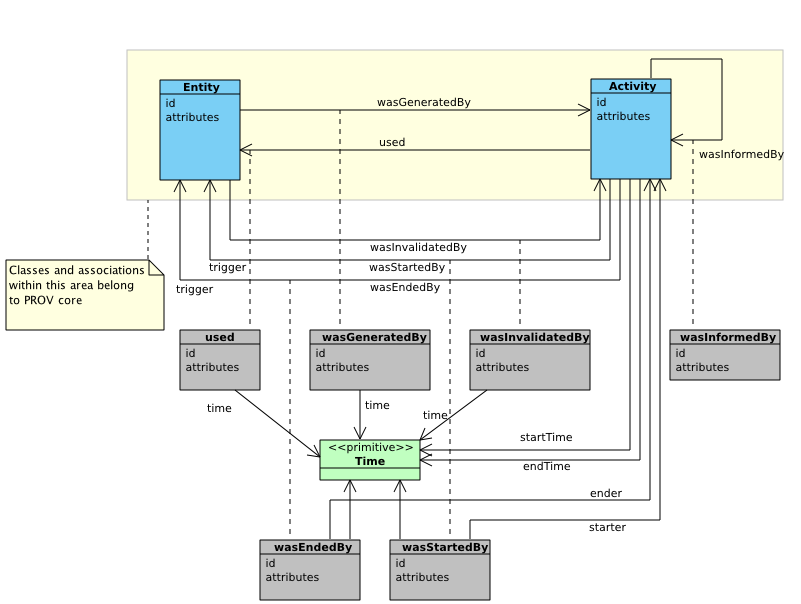 Entity
id
attributes
Activity
id
attributes
wasGeneratedBy
used
wasInformedBy
wasInvalidatedBy
trigger
wasStartedBy
trigger
wasEndedBy
Classes and associations
within this area belong
to PROV core
used
id
attributes
wasGeneratedBy
id
attributes
wasInvalidatedBy
id
attributes
wasInformedBy
id
attributes
time
time
time
<<primitive>>
Time
startTime
endTime
ender
starter
wasEndedBy
id
attributes
wasStartedBy
id
attributes